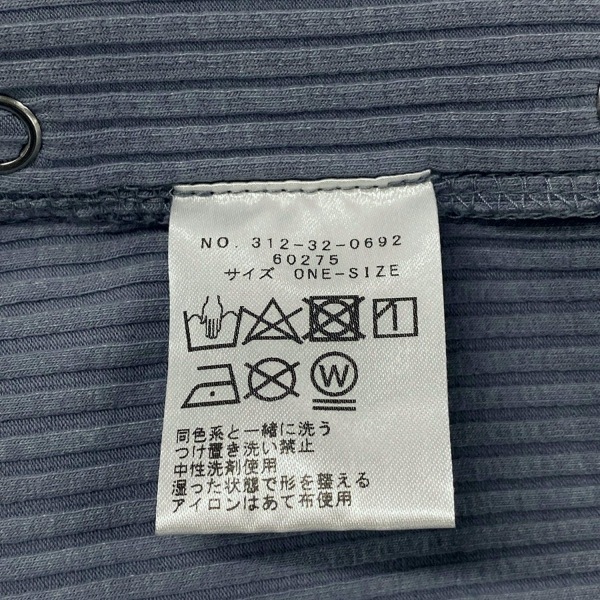 NO. 312-32-0692
60275
サイズ ONE-SIZE
W
同色系と一緒に洗う
つけ置き洗い禁止
中性洗剤使用
湿った状態で形を整える
アイロンはあて布使用